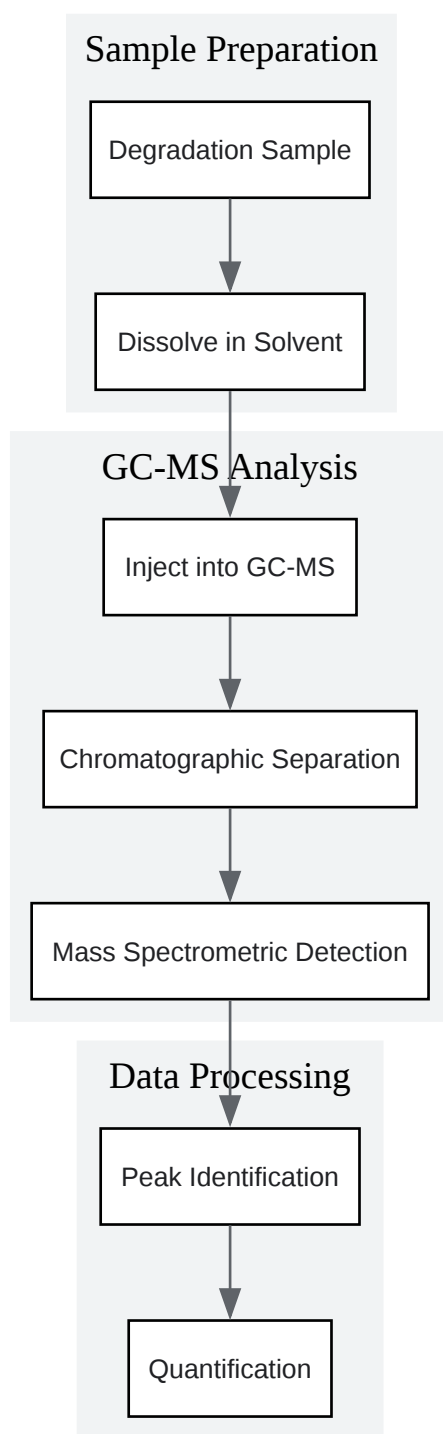 Sample Preparation
Degradation Sample
Dissolve in Solvent
GC-MS Analysis
Inject into GC-MS
Chromatographic Separation
Mass Spectrometric Detection
Data Processing
Peak Identification
Quantification